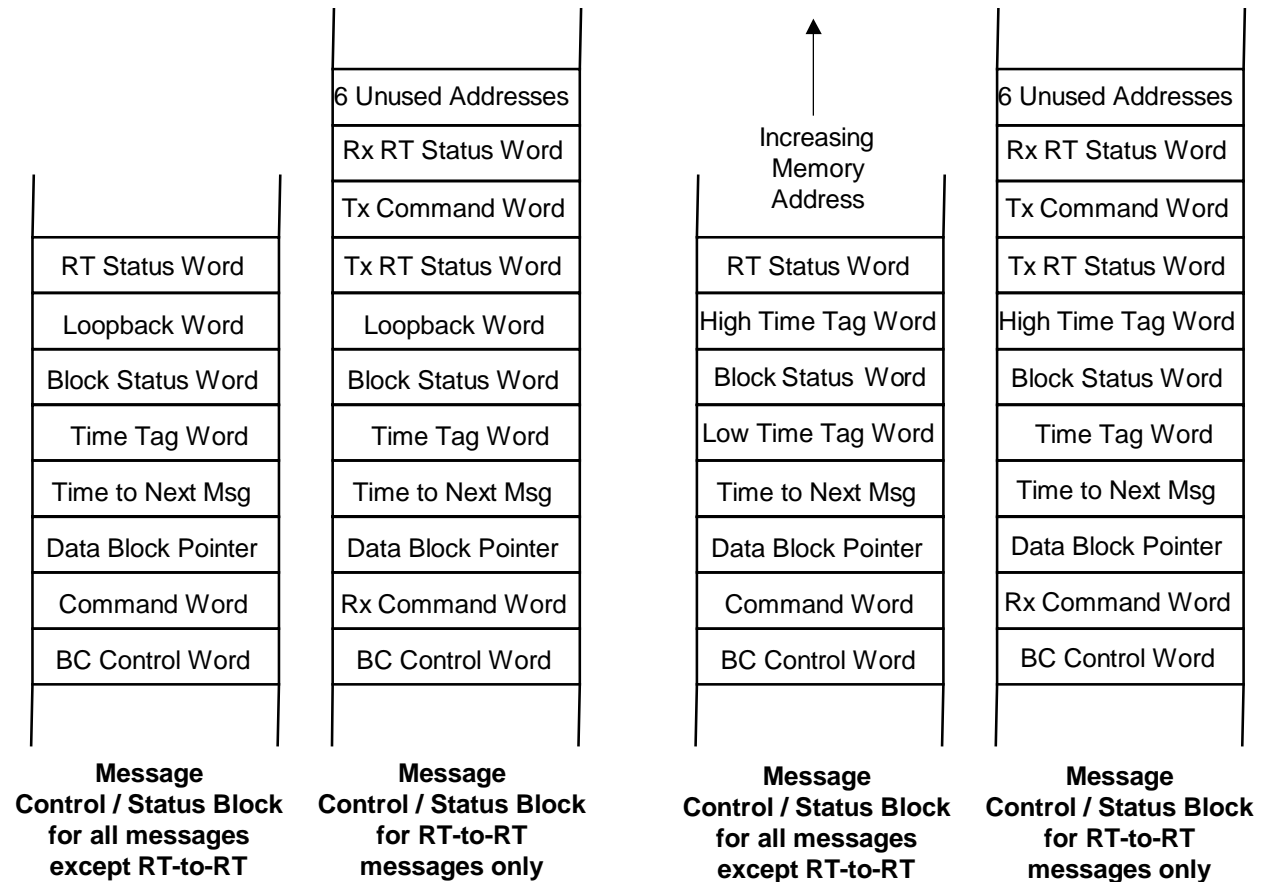 RT Status Word
Loopback Word
Block Status Word
Time Tag Word
Time to Next Msg
Data Block Pointer
Command Word
BC Control Word
Message
Control / Status Block
for all messages
except RT-to-RT
6 Unused Addresses
Rx RT Status Word
Tx Command Word
Tx RT Status Word
Loopback Word
Block Status Word
Time Tag Word
Time to Next Msg
Data Block Pointer
Rx Command Word
BC Control Word
Message
Control / Status Block
for RT-to-RT
messages only
Increasing
Memory
Address
RT Status Word
High Time Tag Word
Block Status Word
Low Time Tag Word
Time to Next Msg
Data Block Pointer
Command Word
BC Control Word
Message
Control / Status Block
for all messages
except RT-to-RT
6 Unused Addresses
Rx RT Status Word
Tx Command Word
Tx RT Status Word
High Time Tag Word
Block Status Word
Time Tag Word
Time to Next Msg
Data Block Pointer
Rx Command Word
BC Control Word
Message
Control / Status Block
for RT-to-RT
messages only